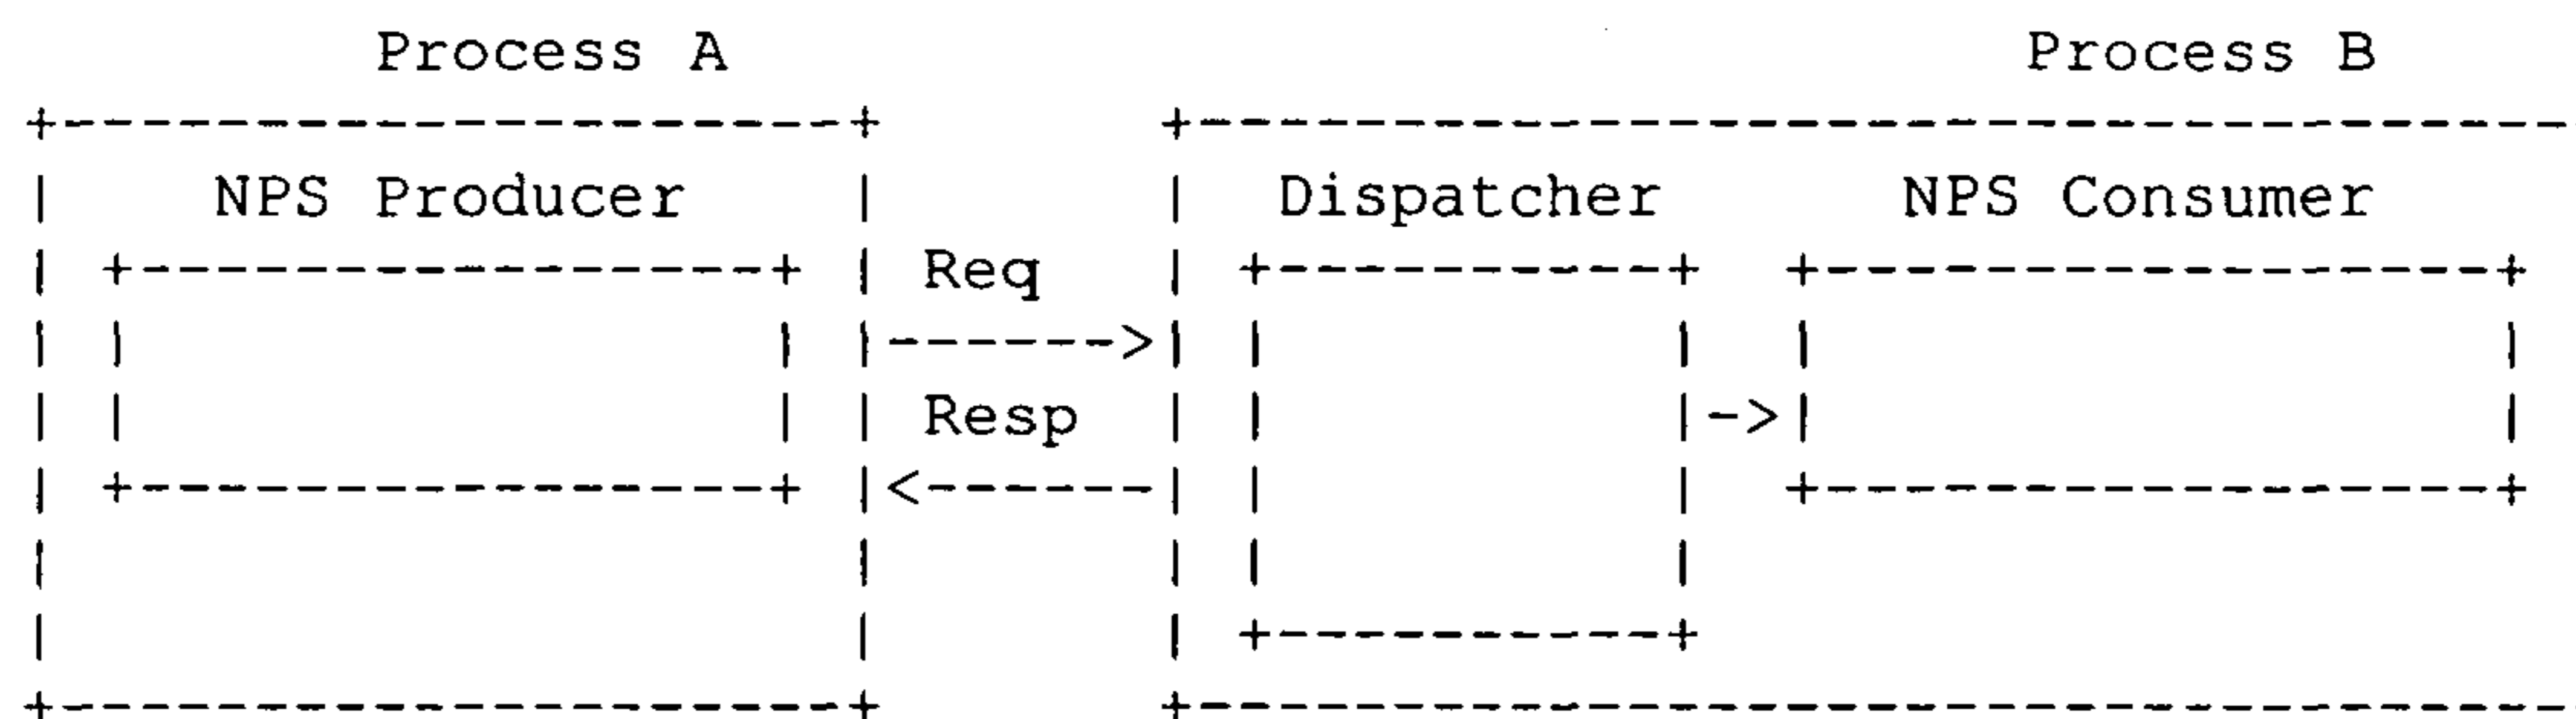 Process A Process B
NPS Producer Dispatcher NPS Consumer
Req
Resp